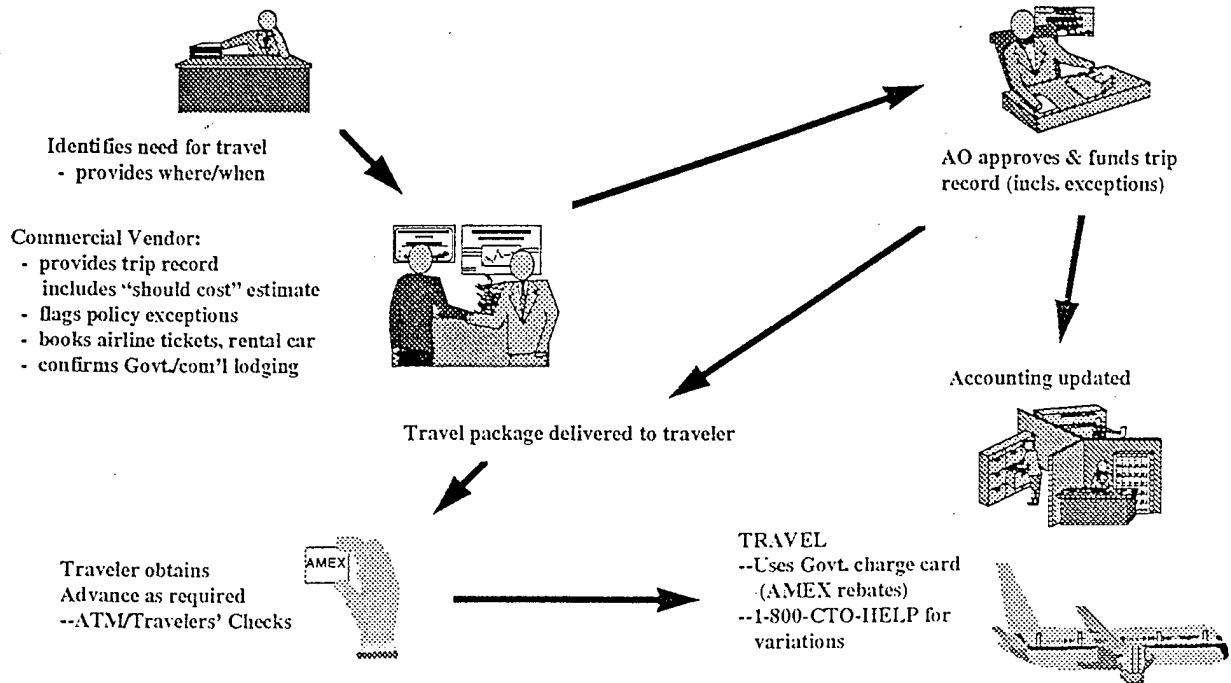 Identifies need for travel
- provides where/when
Commercial Vendor:
- provides trip record
includes “should cost” estimate
- flags policy exceptions
- books airline tickets, rental car
- confirms Govt./com’l lodging
AO approves & funds trip
record (incls. exceptions)
Accounting updated
Travel package delivered to traveler
Traveler obtains
Advance as required
--ATM/Travelers’ Checks
AMEX
TRAVEL
--Uses Govt. charge card
(AMEX rebates)
--1-800-CTO-HELP for
variations